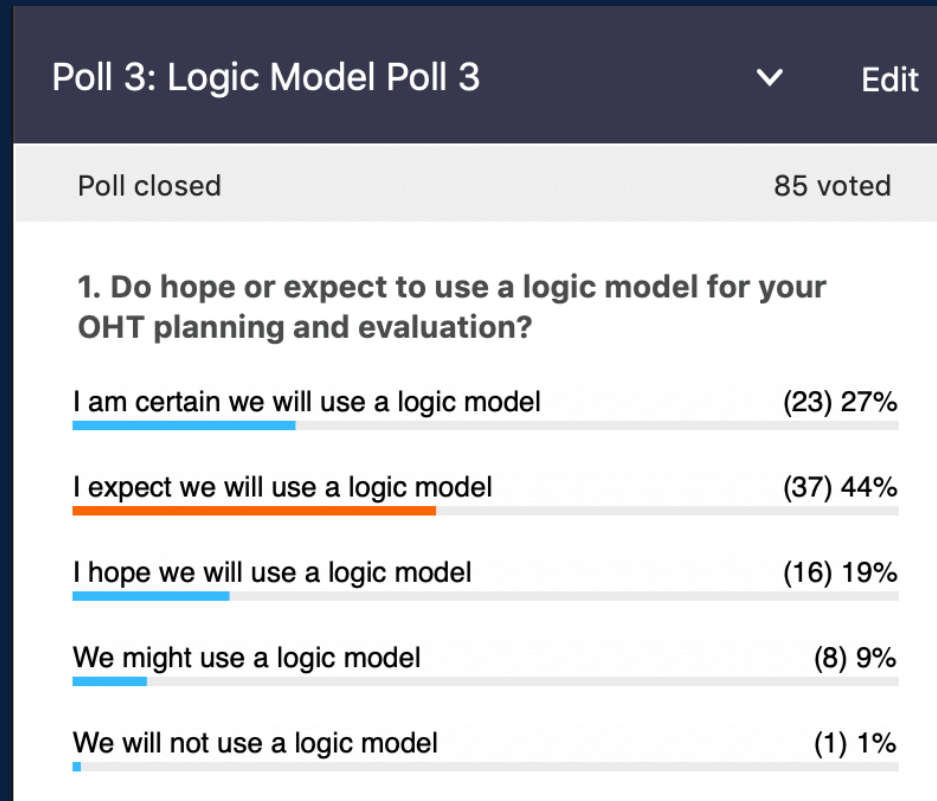 Poll 3: Logic Model Poll 3
Edit
Poll closed
85 voted
1. Do hope or expect to use a logic model for your
OHT planning and evaluation?
I am certain we will use a logic model
(23) 27%
I expect we will use a logic model
(37) 44%
I hope we will use a logic model
(16) 19%
We might use a logic model
(8) 9%
We will not use a logic model
(1) 1%